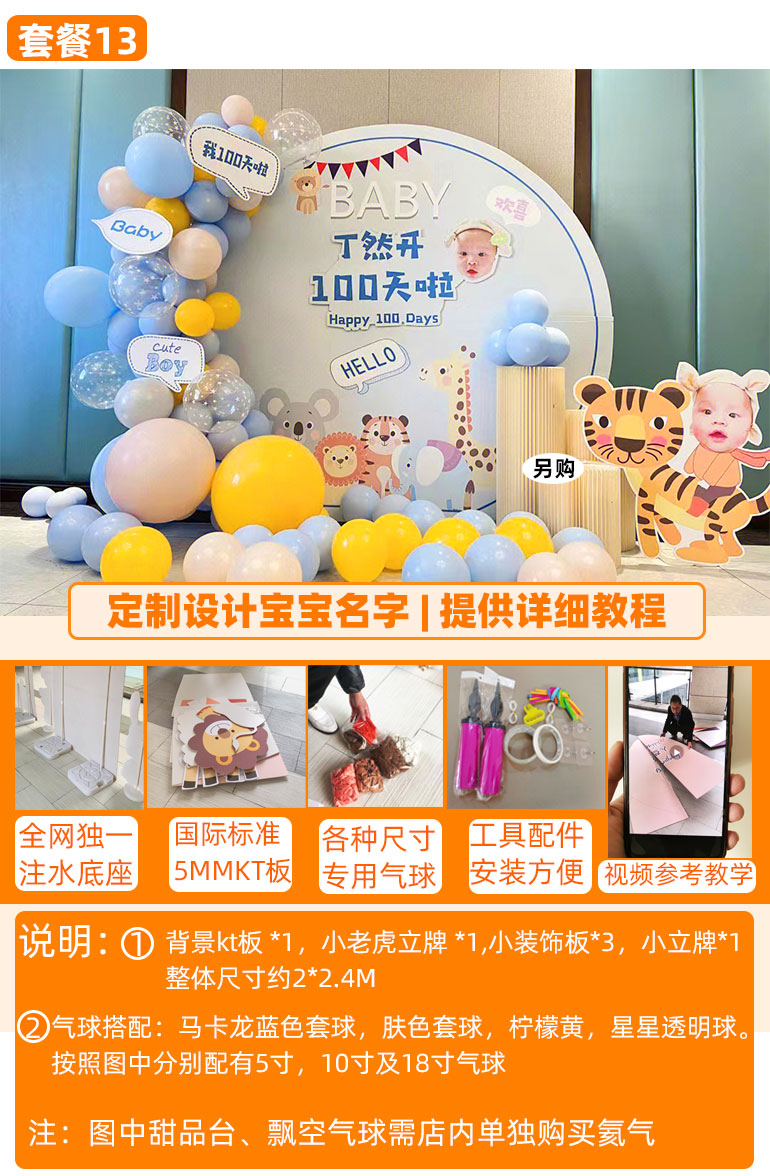 套餐13
我100天啦
BABY
欢喜
Baby
丁然开
100天啦
Happy 100 Days
cute
Boy
HELLO
另购
定制设计宝宝名字 | 提供详细教程
全网独一
注水底座
国际标准
5MMKT板
各种尺寸
专用气球
工具配件
安装方便
视频参考教学
说明：① 背景kt板 *1，小老虎立牌 *1,小装饰板*3，小立牌*1
整体尺寸约2*2.4M
②气球搭配：马卡龙蓝色套球，肤色套球，柠檬黄，星星透明球。
按照图中分别配有5寸，10寸及18寸气球
注：图中甜品台、飘空气球需店内单独购买氦气